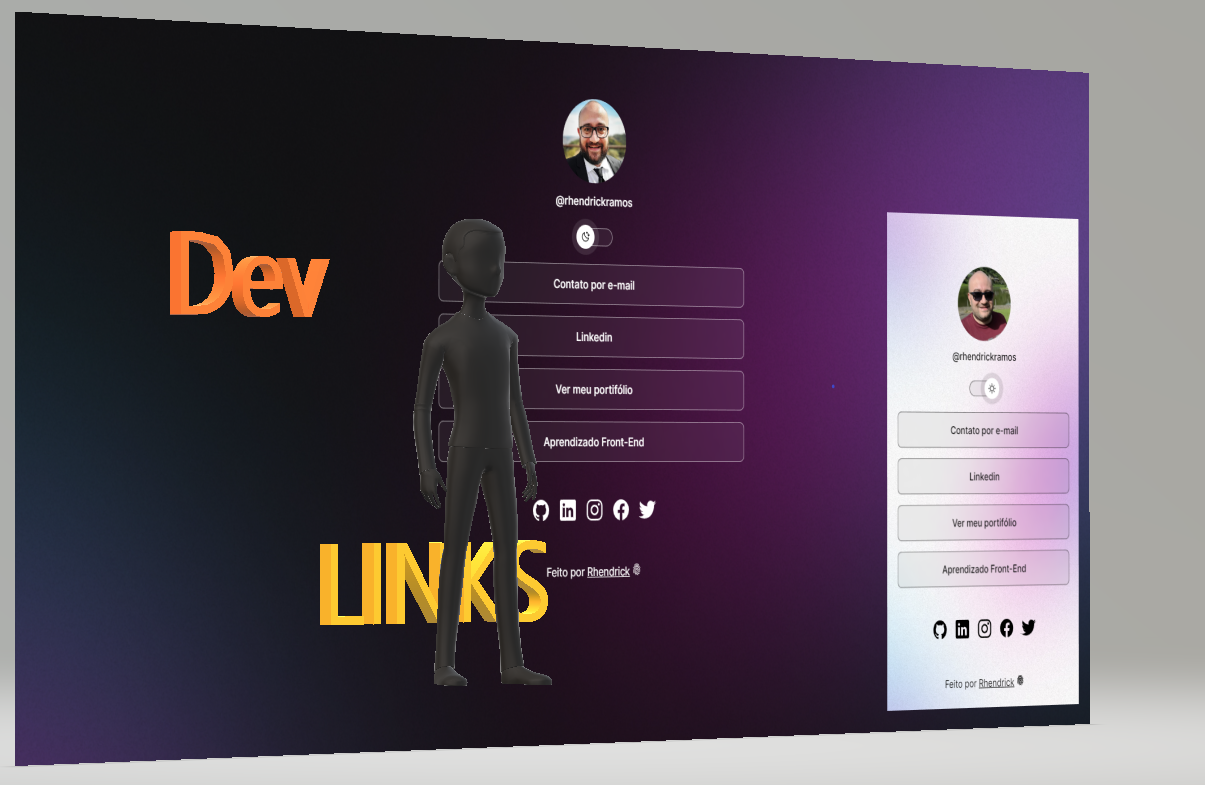 Dev
LINKS
@rhendrickramos
Contato por e-mail
Linkedin
Ver meu portifólio
Aprendizado Front-End
Feito por Rhendrick
@rhendrickramos
Contato por e-mail
Linkedin
Ver meu portifólio
Aprendizado Front-End
Feito por Rhendrick